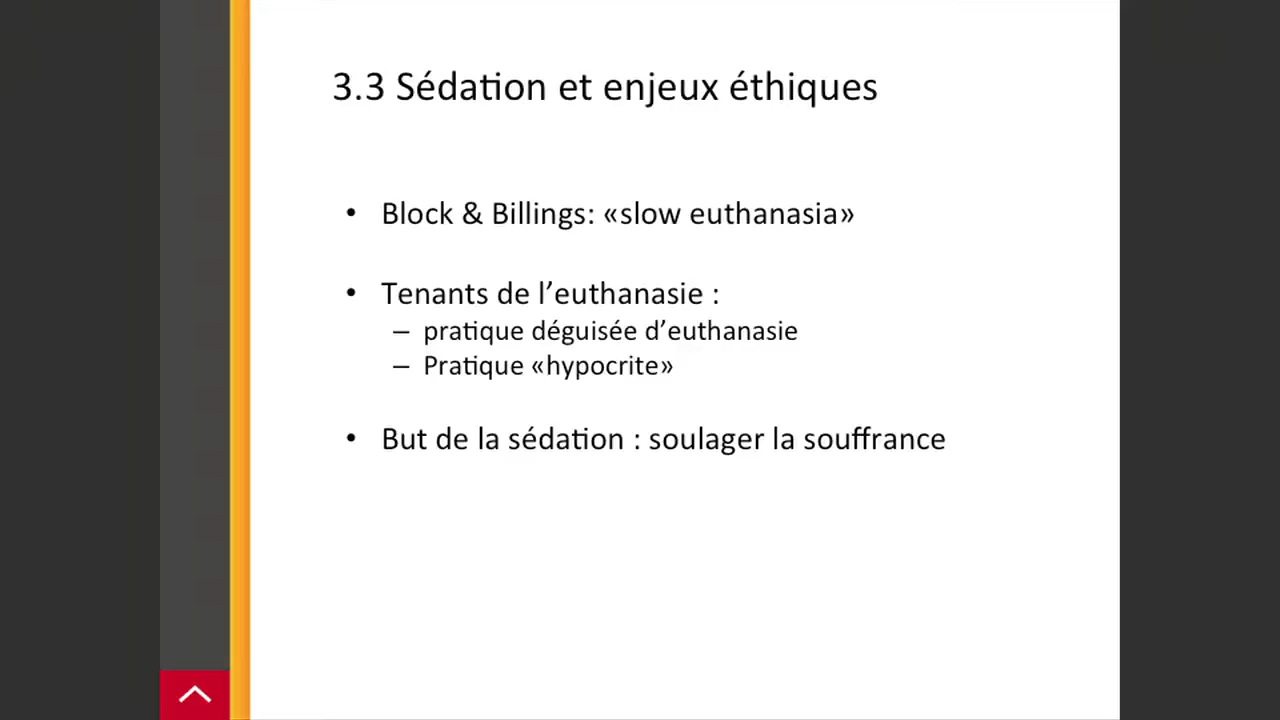 3.3 Sédation et enjeux éthiques
• Block & Billings: «slow euthanasia»
• Tenants de l’euthanasie :
– pratique déguisée d’euthanasie
– Pratique «hypocrite»
• But de la sédation : soulager la souffrance